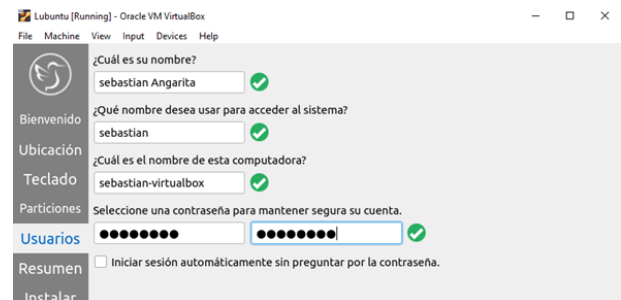 Lubuntu [Running] - Oracle VM VirtualBox
File Machine View Input Devices Help
¿Cuál es su nombre?
sebastian Angarita
¿Qué nombre desea usar para acceder al sistema?
sebastian
¿Cuál es el nombre de esta computadora?
sebastian-virtualbox
Seleccione una contraseña para mantener segura su cuenta.
Iniciar sesión automáticamente sin preguntar por la contraseña.
Bienvenido
Ubicación
Teclado
Particiones
Usuarios
Resumen
Instalar